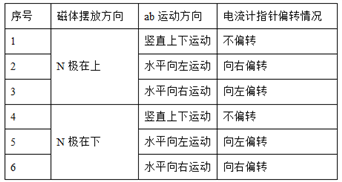 序号 磁体摆放方向 ab 运动方向 电流计指针偏转情况
1 N 极在上 竖直上下运动 不偏转
2 水平向左运动 向右偏转
3 水平向右运动 向左偏转
4 N 极在下 竖直上下运动 不偏转
5 水平向左运动 向左偏转
6 水平向右运动 向右偏转